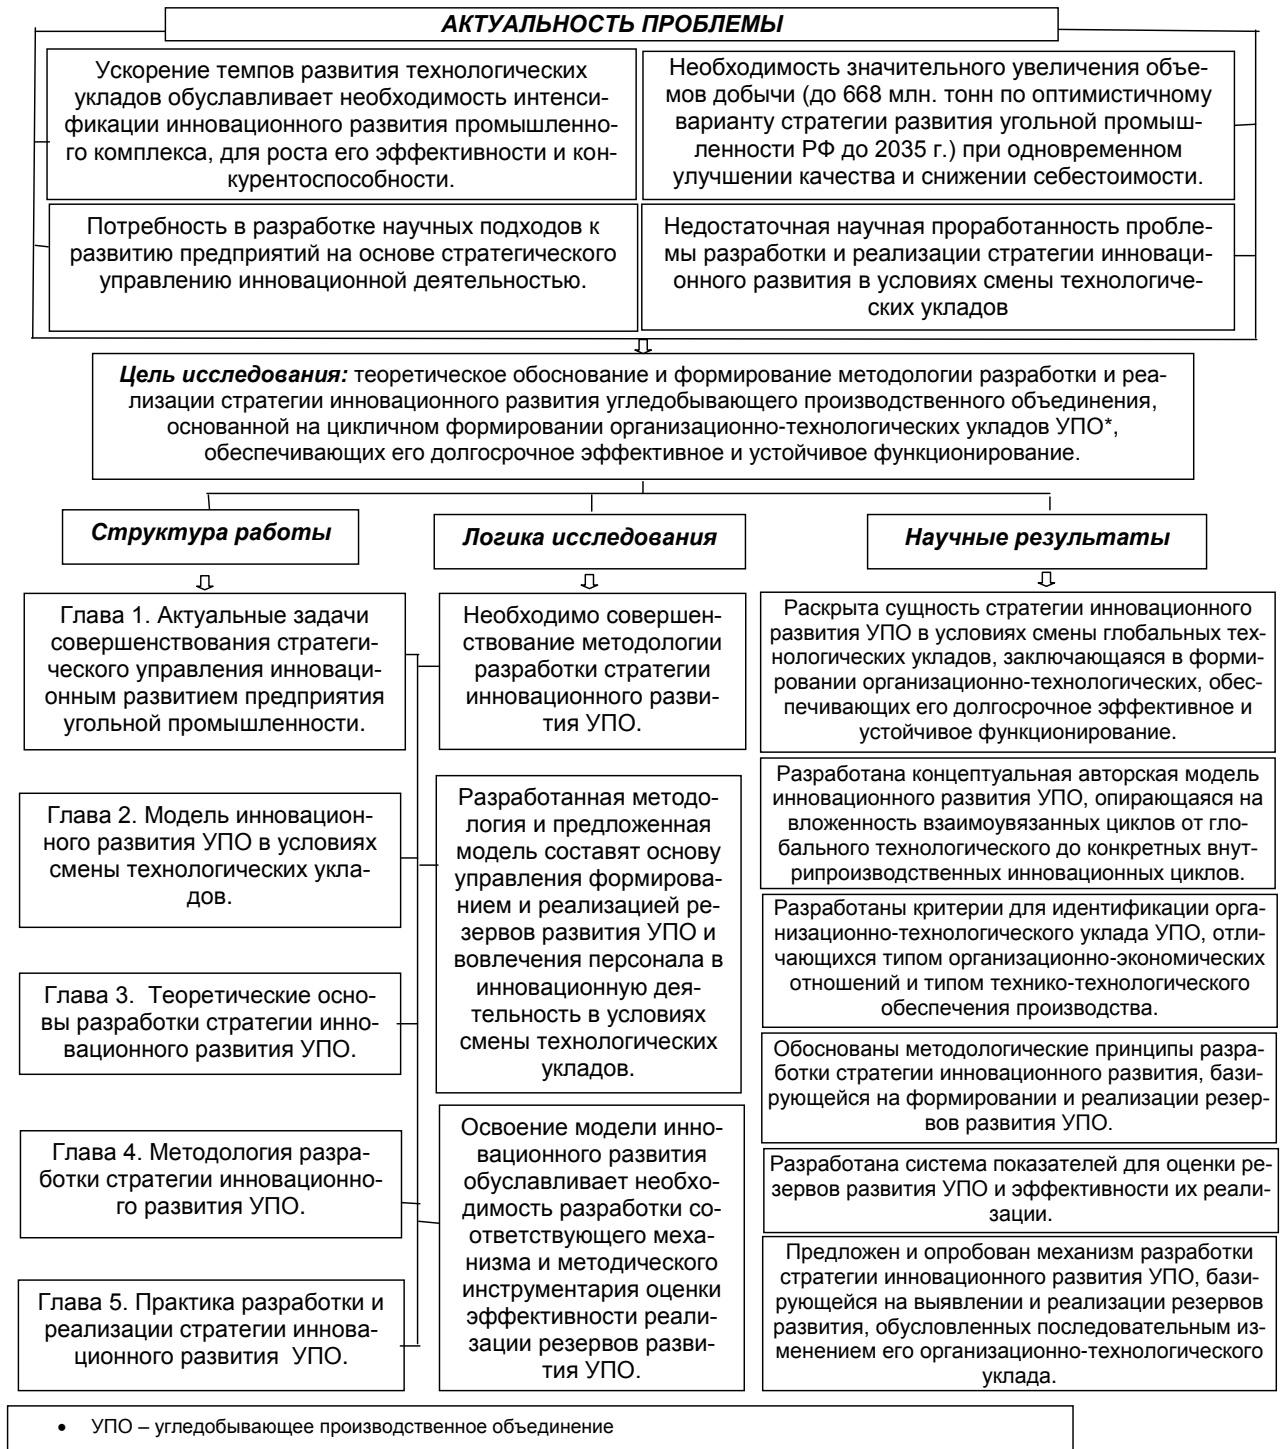 АКТУАЛЬНОСТЬ ПРОБЛЕМЫ
Ускорение темпов развития технологических
укладов обуславливает необходимость интенси-
фикации инновационного развития промышленно-
го комплекса, для роста его эффективности и кон-
курентоспособности.
Необходимость значительного увеличения объе-
мов добычи (до 668 млн. тонн по оптимистичному
варианту стратегии развития угольной промыш-
ленности РФ до 2035 г.) при одновременном
улучшении качества и снижении себестоимости.
Потребность в разработке научных подходов к
развитию предприятий на основе стратегического
управлению инновационной деятельностью.
Недостаточная научная проработанность пробле-
мы разработки и реализации стратегии инноваци-
онного развития в условиях смены технологиче-
ских укладов
Цель исследования: теоретическое обоснование и формирование методологии разработки и реа-
лизации стратегии инновационного развития угледобывающего производственного объединения,
основанной на цикличном формировании организационно-технологических укладов УПО*,
обеспечивающих его долгосрочное эффективное и устойчивое функционирование.
Структура работы
Глава 1. Актуальные задачи
совершенствования стратеги-
ческого управления инноваци-
онным развитием предприятия
угольной промышленности.
Глава 2. Модель инновацион-
ного развития УПО в условиях
смены технологических укла-
дов.
Глава 3. Теоретические осно-
вы разработки стратегии инно-
вационного развития УПО.
Глава 4. Методология разра-
ботки стратегии инновационно-
го развития УПО.
Глава 5. Практика разработки и
реализации стратегии иннова-
ционного развития УПО.
Логика исследования
Необходимо совершен-
ствование методологии
разработки стратегии
инновационного разви-
тия УПО.
Разработанная методо-
логия и предложенная
модель составят основу
управления формирова-
нием и реализацией ре-
зервов развития УПО и
вовлечения персонала в
инновационную дея-
тельность в условиях
смены технологических
укладов.
Освоение модели инно-
вационного развития
обуславливает необхо-
димость разработки со-
ответствующего меха-
низма и методического
инструментария оценки
эффективности реали-
зации резервов разви-
тия УПО.
Научные результаты
Раскрыта сущность стратегии инновационного
развития УПО в условиях смены глобальных тех-
нологических укладов, заключающаяся в форми-
ровании организационно-технологических, обес-
печивающих его долгосрочное эффективное и
устойчивое функционирование.
Разработана концептуальная авторская модель
инновационного развития УПО, опирающаяся на
вложенность взаимоувязанных циклов от гло-
бального технологического до конкретных внут-
рипроизводственных инновационных циклов.
Разработаны критерии для идентификации орга-
низационно-технологического уклада УПО, отли-
чающихся типом организационно-экономических
отношений и типом технико-технологического
обеспечения производства.
Обоснованы методологические принципы разра-
ботки стратегии инновационного развития, бази-
рующейся на формировании и реализации резер-
вов развития УПО.
Разработана система показателей для оценки ре-
зервов развития УПО и эффективности их реали-
зации.
Предложен и опробован механизм разработки
стратегии инновационного развития УПО, бази-
рующейся на выявлении и реализации резервов
развития, обусловленных последовательным из-
менением его организационно-технологического
уклада.
• УПО – угледобывающее производственное объединение